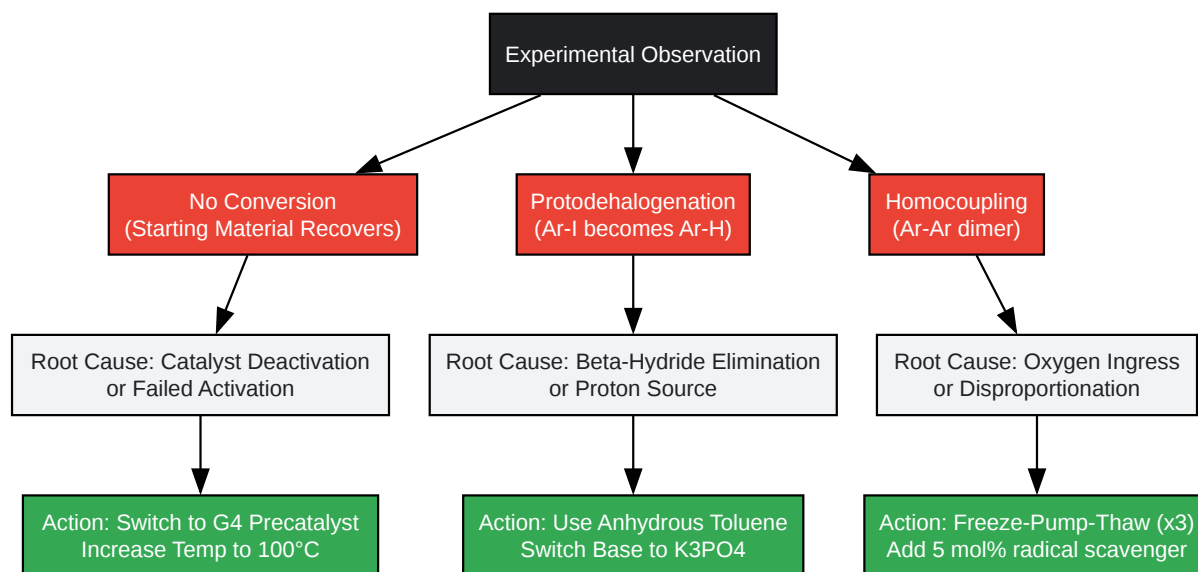 Experimental Observation
No Conversion
(Starting Material Recovers)
Protodehalogenation
(Ar-I becomes Ar-H)
Homocoupling
(Ar-Ar dimer)
Root Cause: Catalyst Deactivation
or Failed Activation
Root Cause: Beta-Hydride Elimination
or Proton Source
Root Cause: Oxygen Ingress
or Disproportionation
Action: Switch to G4 Precatalyst
Increase Temp to 100°C
Action: Use Anhydrous Toluene
Switch Base to K3PO4
Action: Freeze-Pump-Thaw (x3)
Add 5 mol% radical scavenger